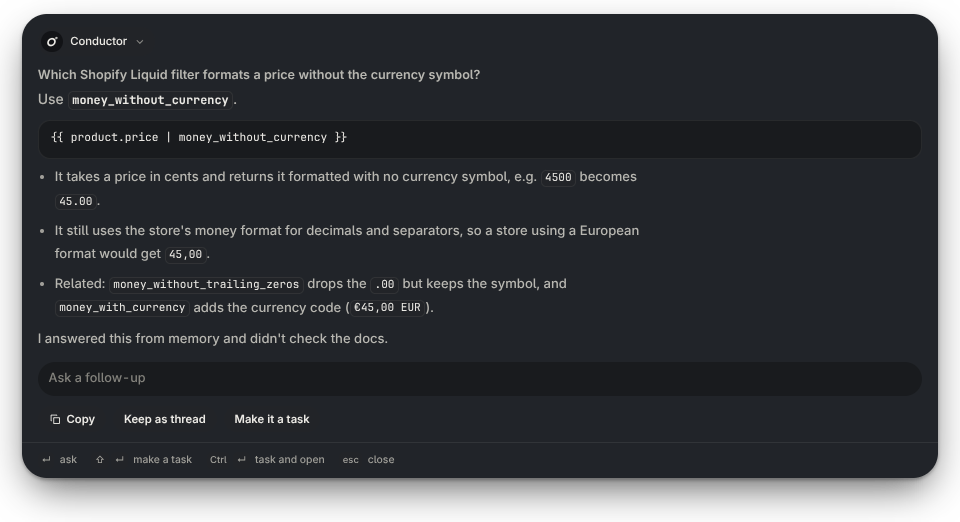 Conductor
Which Shopify Liquid filter formats a price without the currency symbol?
Use money_without_currency.
{{ product.price | money_without_currency }}
• It takes a price in cents and returns it formatted with no currency symbol, e.g. 4500 becomes
45.00.
• It still uses the store's money format for decimals and separators, so a store using a European
format would get 45,00.
• Related: money_without_trailing_zeros drops the .00 but keeps the symbol, and
money_with_currency adds the currency code ( €45,00 EUR ).
I answered this from memory and didn't check the docs.
Ask a follow-up
Copy Keep as thread Make it a task
↵ ask ⇧ ↵ make a task Ctrl ↵ task and open esc close